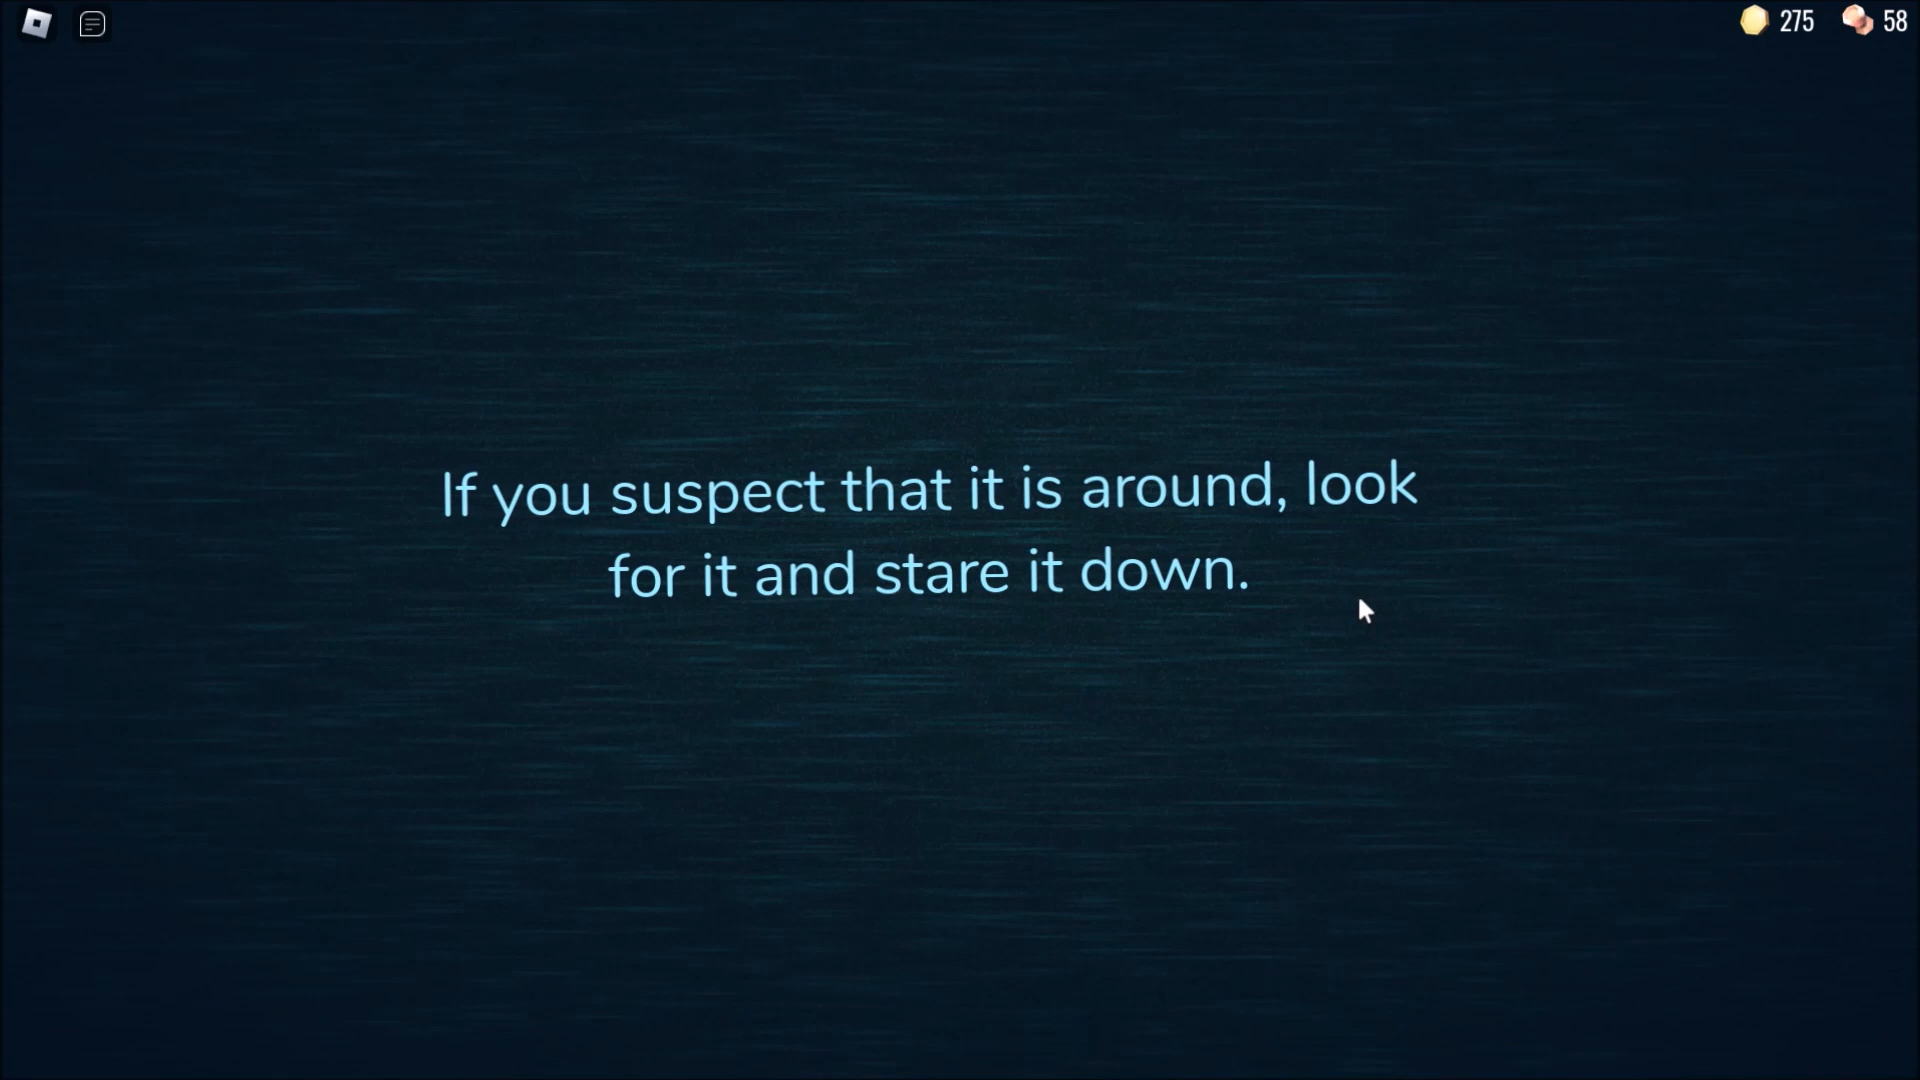 275 58
If you suspect that it is around, look
for it and stare it down.